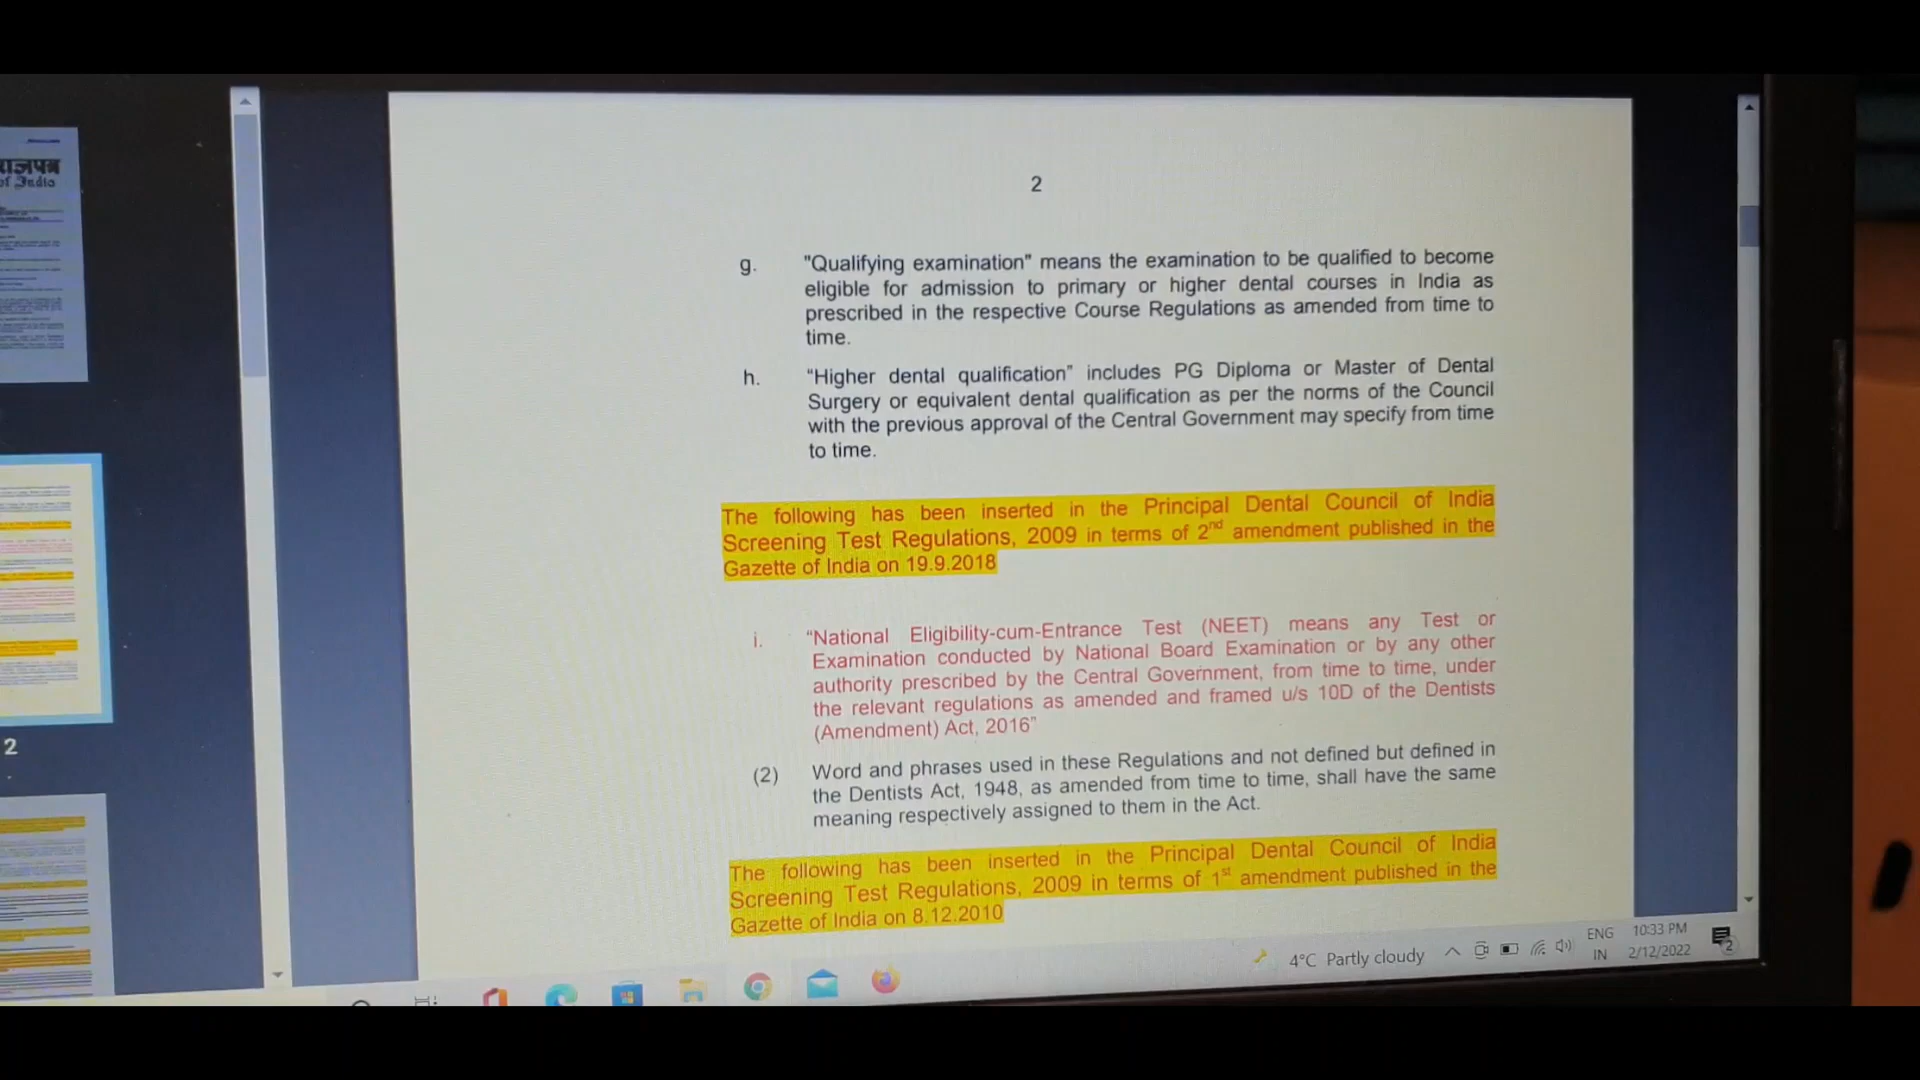 राजपत्र
of India
2
2
g. "Qualifying examination" means the examination to be qualified to become
eligible for admission to primary or higher dental courses in India as
prescribed in the respective Course Regulations as amended from time to
time.
h. “Higher dental qualification” includes PG Diploma or Master of Dental
Surgery or equivalent dental qualification as per the norms of the Council
with the previous approval of the Central Government may specify from time
to time.
The following has been inserted in the Principal Dental Council of India
Screening Test Regulations, 2009 in terms of 2nd amendment published in the
Gazette of India on 19.9.2018
i. “National Eligibility-cum-Entrance Test (NEET) means any Test or
Examination conducted by National Board Examination or by any other
authority prescribed by the Central Government, from time to time, under
the relevant regulations as amended and framed u/s 10D of the Dentists
(Amendment) Act, 2016”
(2) Word and phrases used in these Regulations and not defined but defined in
the Dentists Act, 1948, as amended from time to time, shall have the same
meaning respectively assigned to them in the Act.
The following has been inserted in the Principal Dental Council of India
Screening Test Regulations, 2009 in terms of 1st amendment published in the
Gazette of India on 8.12.2010
4°C Partly cloudy
ENG
IN
10:33 PM
2/12/2022
2